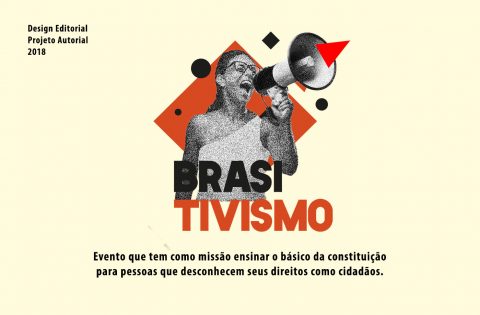 Design Editorial
Projeto Autorial
2018
BRASI
TIVISMO
Evento que tem como missão ensinar o básico da constituição
para pessoas que desconhecem seus direitos como cidadãos.